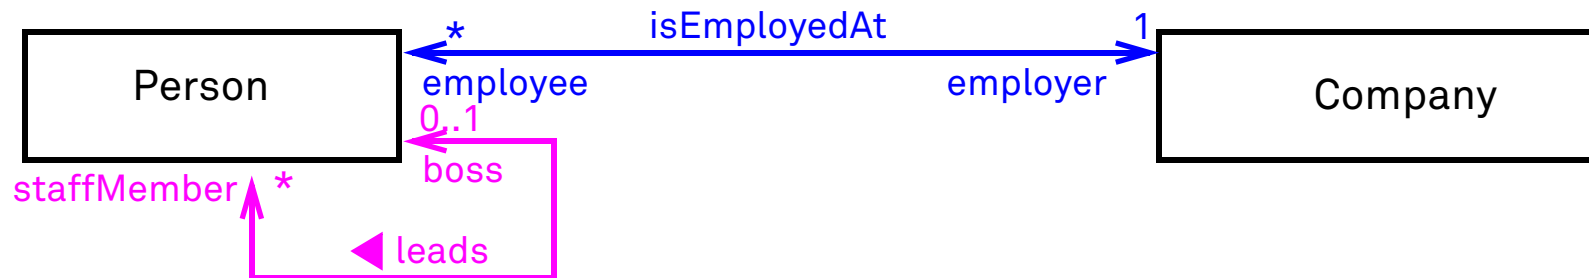 * isEmployedAt 1
Person
employee employer
Company
0..1
boss
staffMember *
leads